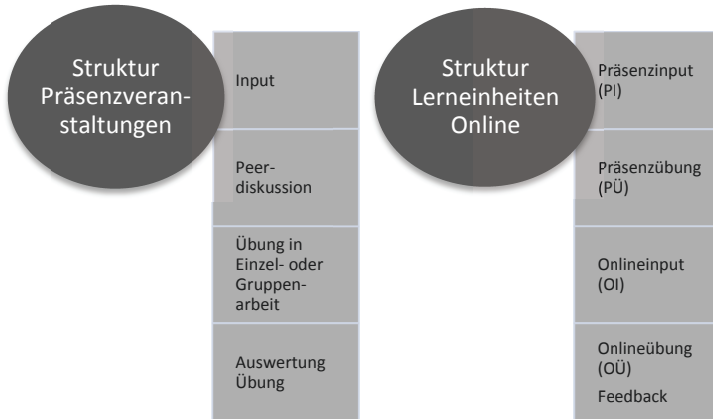 Struktur
Präsenzveran-
staltungen
Input
Peer-
diskussion
Übung in
Einzel- oder
Gruppen-
arbeit
Auswertung
Übung
Struktur
Lerneinheiten
Online
Präsenzinput
(PI)
Präsenzübung
(PÜ)
Onlineinput
(OI)
Onlineübung
(OÜ)
Feedback